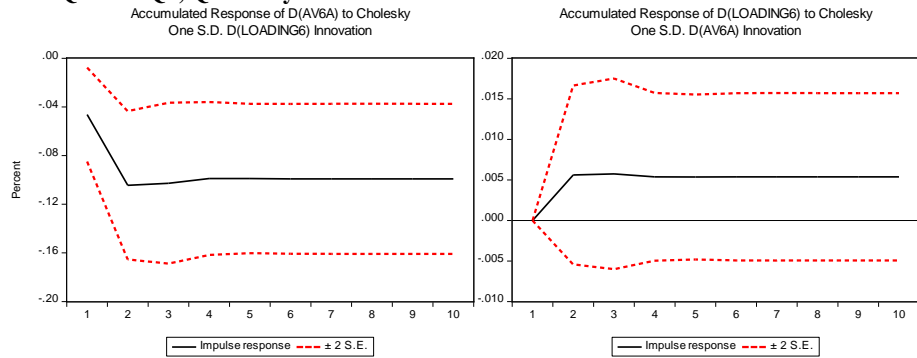 Accumulated Response of D(AV6A) to Cholesky
One S.D. D(LOADING6) Innovation
.00
-.04
-.08
-.12
-.16
-.20
Percent
1 2 3 4 5 6 7 8 9 10
Impulse response ± 2 S.E.
Accumulated Response of D(LOADING6) to Cholesky
One S.D. D(AV6A) Innovation
.020
.015
.010
.005
.000
-.005
-.010
1 2 3 4 5 6 7 8 9 10
Impulse response ± 2 S.E.